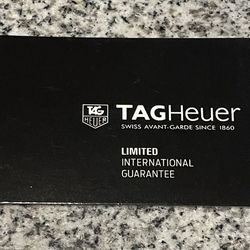 TAG
HEUER
TAGHeuer
SWISS AVANT-GARDE SINCE 1860
LIMITED
INTERNATIONAL
GUARANTEE